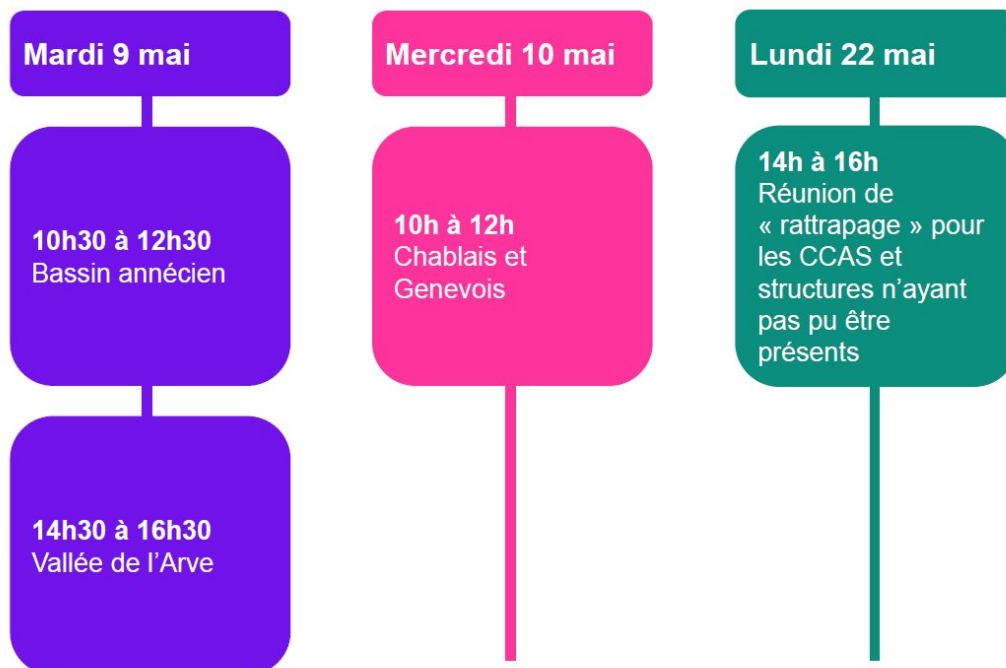 Mardi 9 mai
10h30 à 12h30
Bassin annécien
14h30 à 16h30
Vallée de l’Arve
Mercredi 10 mai
10h à 12h
Chablais et
Genevois
Lundi 22 mai
14h à 16h
Réunion de
« rattrapage » pour
les CCAS et
structures n’ayant
pas pu être
présents